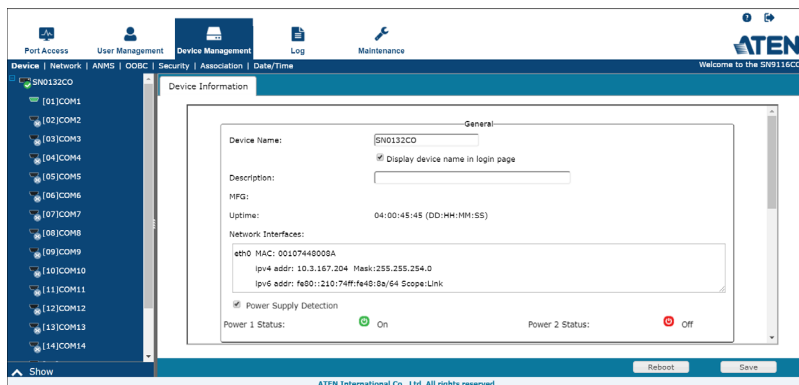 Port Access
User Management
Device Management
Log
Maintenance
ATEN
Device | Network | ANMS | OOBC | Security | Association | Date/Time
Welcome to the SN9116CO
SN0132CO
[01]COM1
[02]COM2
[03]COM3
[04]COM4
[05]COM5
[06]COM6
[07]COM7
[08]COM8
[09]COM9
[10]COM10
[11]COM11
[12]COM12
[13]COM13
[14]COM14
Show
Device Information
General
Device Name: SN0132CO
Display device name in login page
Description:
MFG:
Uptime: 04:00:45:45 (DD:HH:MM:SS)
Network Interfaces:
eth0 MAC: 00107448008A
ipv4 addr: 10.3.167.204 Mask:255.255.254.0
ipv6 addr: fe80::210:74ff:fe48:8a/64 Scope:Link
Power Supply Detection
Power 1 Status: On Power 2 Status: Off
Reboot Save
ATEN International Co., Ltd. All rights reserved.